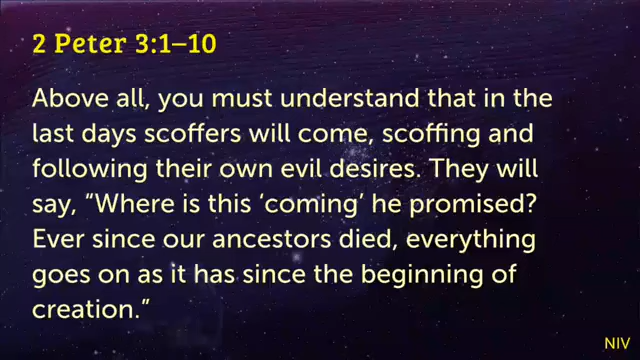 2 Peter 3:1–10
Above all, you must understand that in the
last days scoffers will come, scoffing and
following their own evil desires. They will
say, “Where is this ‘coming’ he promised?
Ever since our ancestors died, everything
goes on as it has since the beginning of
creation.”
NIV